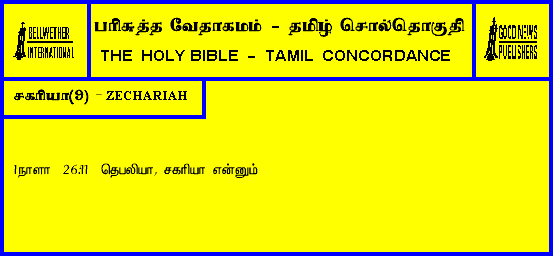 BELLWETHER
INTERNATIONAL
பரிசுத்த வேதாகமம் - தமிழ் சொல்தொகுதி
THE HOLY BIBLE - TAMIL CONCORDANCE
GOOD NEWS
PUBLISHERS
சகரியா(9) - ZECHARIAH
1நாளா 26:11 தெபலியா, சகரியா என்னும்